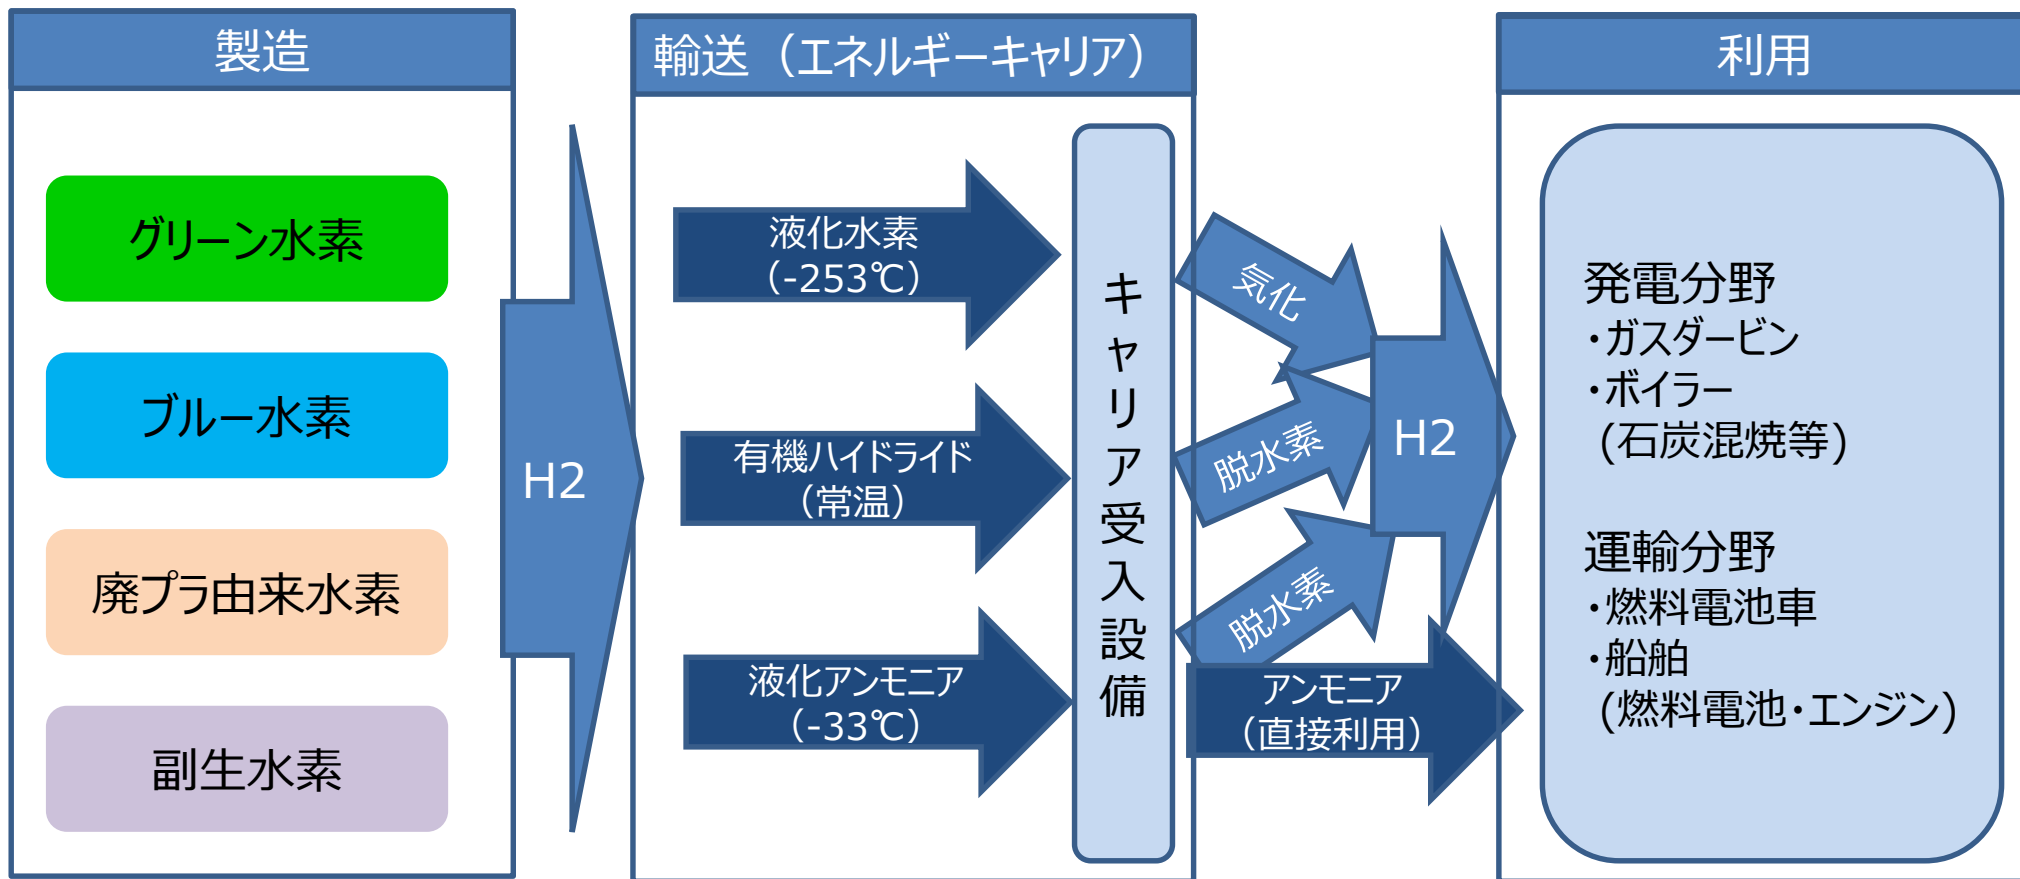 製造
グリーン水素
ブルー水素
廃プラ由来水素
副生水素
H2
輸送（エネルギーキャリア）
液化水素
（-253℃）
有機ハイドライド
（常温）
液化アンモニア
（-33℃）
キャリア受入設備
気化
脱水素
脱水素
アンモニア
（直接利用）
H2
利用
発電分野
・ガスダービン
・ボイラー
(石炭混焼等)
運輸分野
・燃料電池車
・船舶
(燃料電池・エンジン)